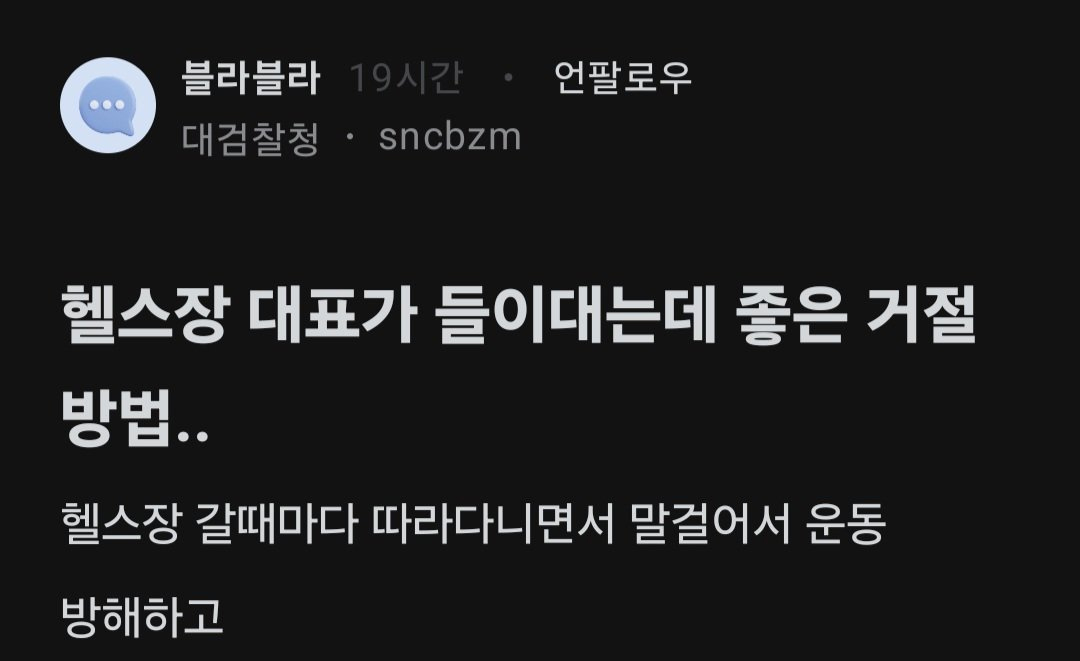 블라블라 19시간 · 언팔로우
대검찰청 · sncbzm
헬스장 대표가 들이대는데 좋은 거절
방법..
헬스장 갈때마다 따라다니면서 말걸어서 운동
방해하고